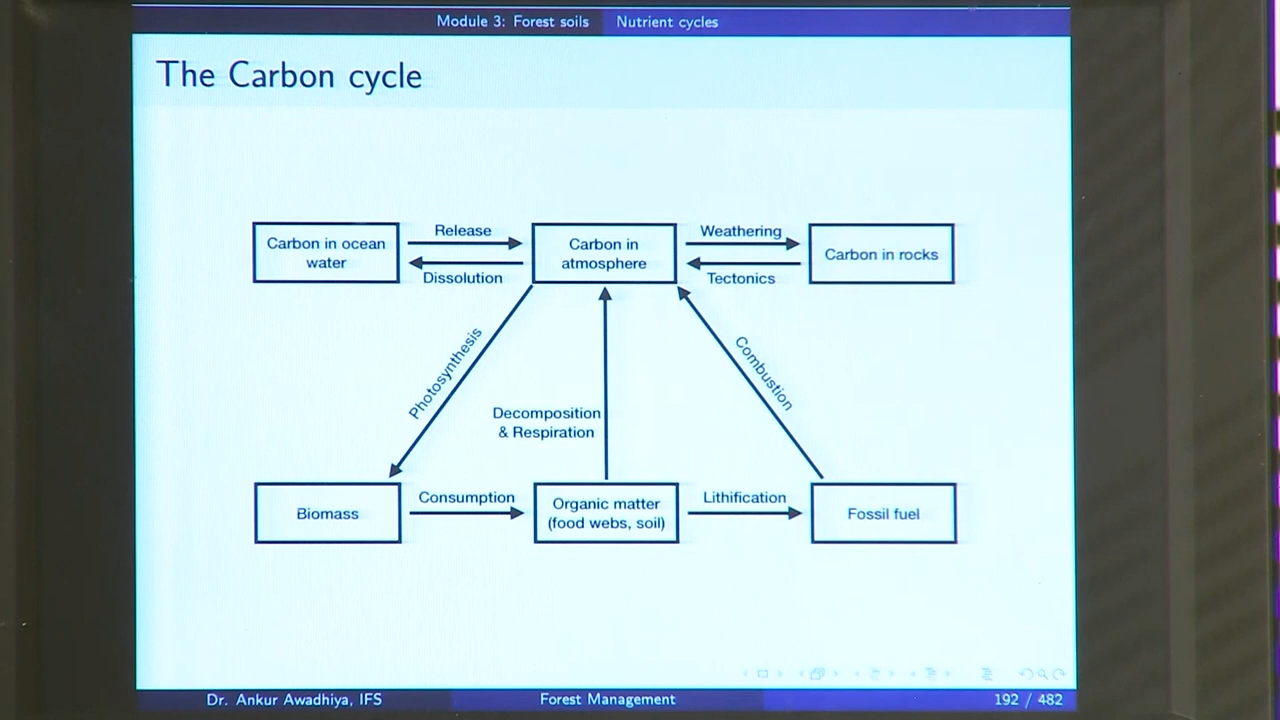 Module 3: Forest soils Nutrient cycles
The Carbon cycle
Carbon in ocean
water
Release
Dissolution
Carbon in
atmosphere
Weathering
Tectonics
Carbon in rocks
Photosynthesis
Decomposition
& Respiration
Combustion
Biomass
Consumption
Organic matter
(food webs, soil)
Lithification
Fossil fuel
Dr. Ankur Awadhiya, IFS Forest Management 192 / 482